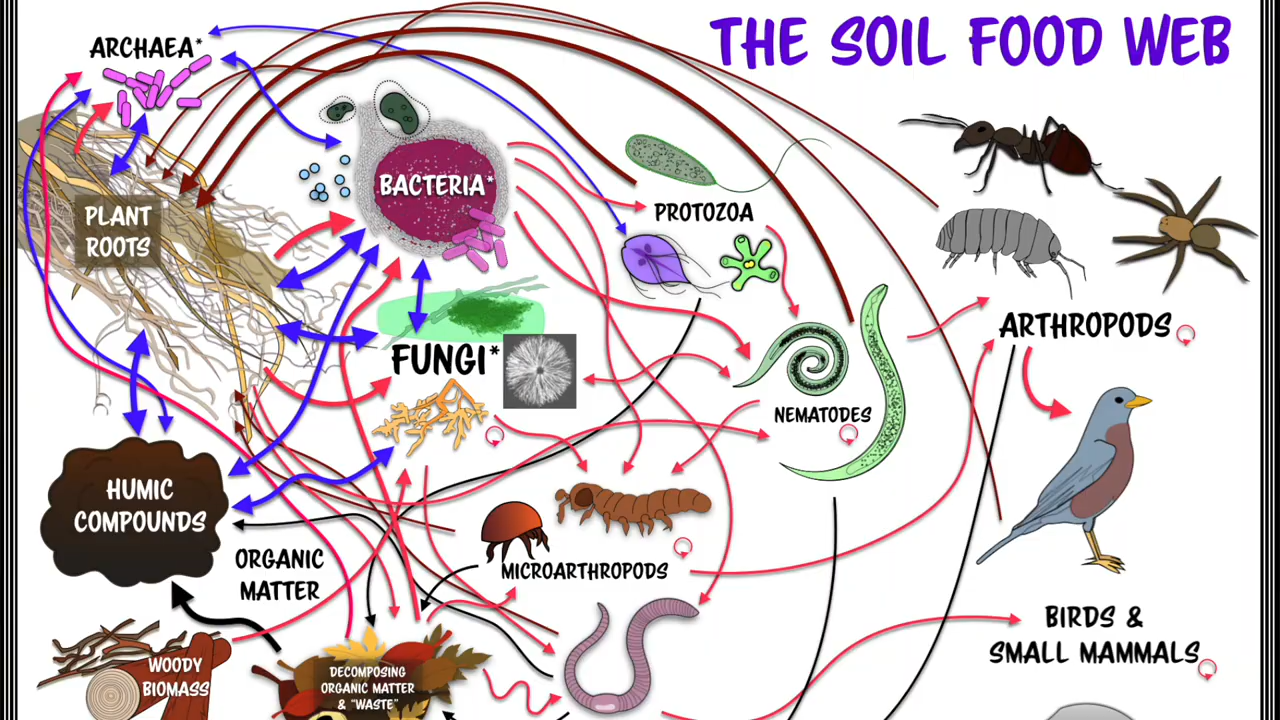 THE SOIL FOOD WEB
ARCHAEA*
BACTERIA*
PLANT
ROOTS
PROTOZOA
FUNGI*
ARTHROPODS
NEMATODES
HUMIC
COMPOUNDS
ORGANIC
MATTER
MICROARTHROPODS
BIRDS &
SMALL MAMMALS
WOODY
BIOMASS
DECOMPOSING
ORGANIC MATTER
& "WASTE"